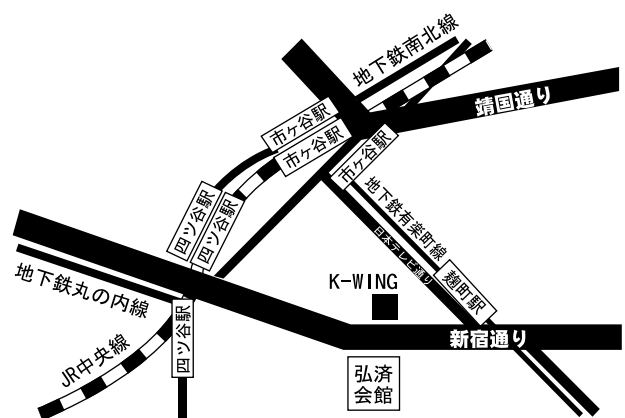 地下鉄南北線
靖国通り
市ヶ谷駅
市ヶ谷駅
市ヶ谷駅
地下鉄有楽町線
四ツ谷駅
四ツ谷駅
日本テレビ通り
地下鉄丸の内線
K-WING
麹町駅
四ツ谷駅
新宿通り
JR中央線
弘済
会館